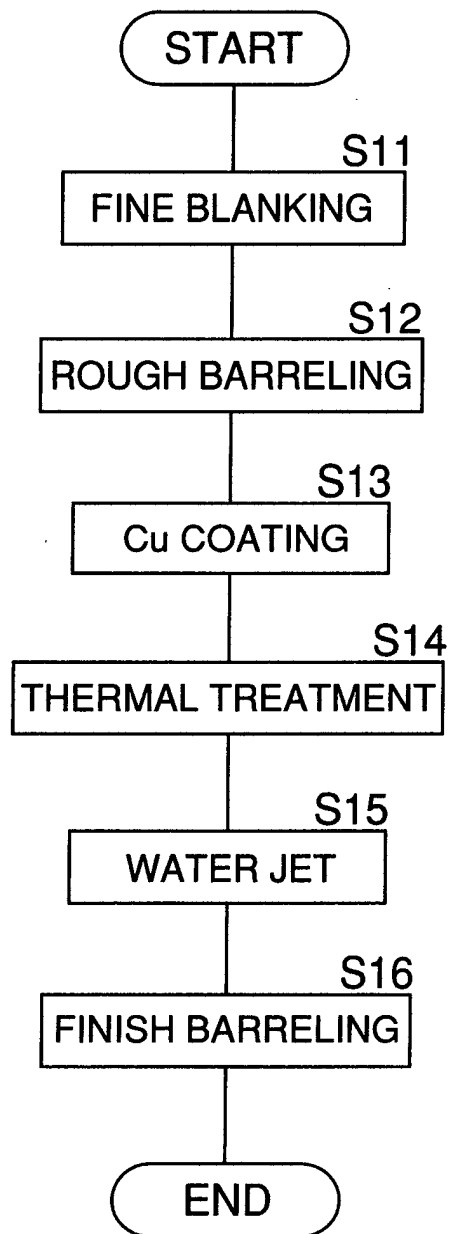 START
S11
FINE BLANKING
S12
ROUGH BARRELING
S13
Cu COATING
S14
THERMAL TREATMENT
S15
WATER JET
S16
FINISH BARRELING
END